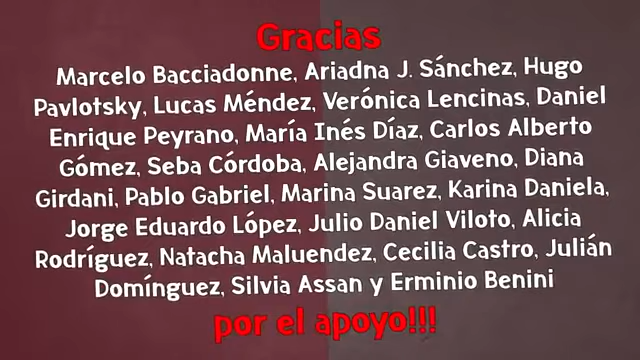 Gracias
Marcelo Bacciadonne, Ariadna J. Sánchez, Hugo
Pavlotsky, Lucas Méndez, Verónica Lencinas, Daniel
Enrique Peyrano, María Inés Díaz, Carlos Alberto
Gómez, Seba Córdoba, Alejandra Giaveno, Diana
Girdani, Pablo Gabriel, Marina Suarez, Karina Daniela,
Jorge Eduardo López, Julio Daniel Viloto, Alicia
Rodríguez, Natacha Maluendez, Cecilia Castro, Julián
Domínguez, Silvia Assan y Erminio Benini
por el apoyo!!!